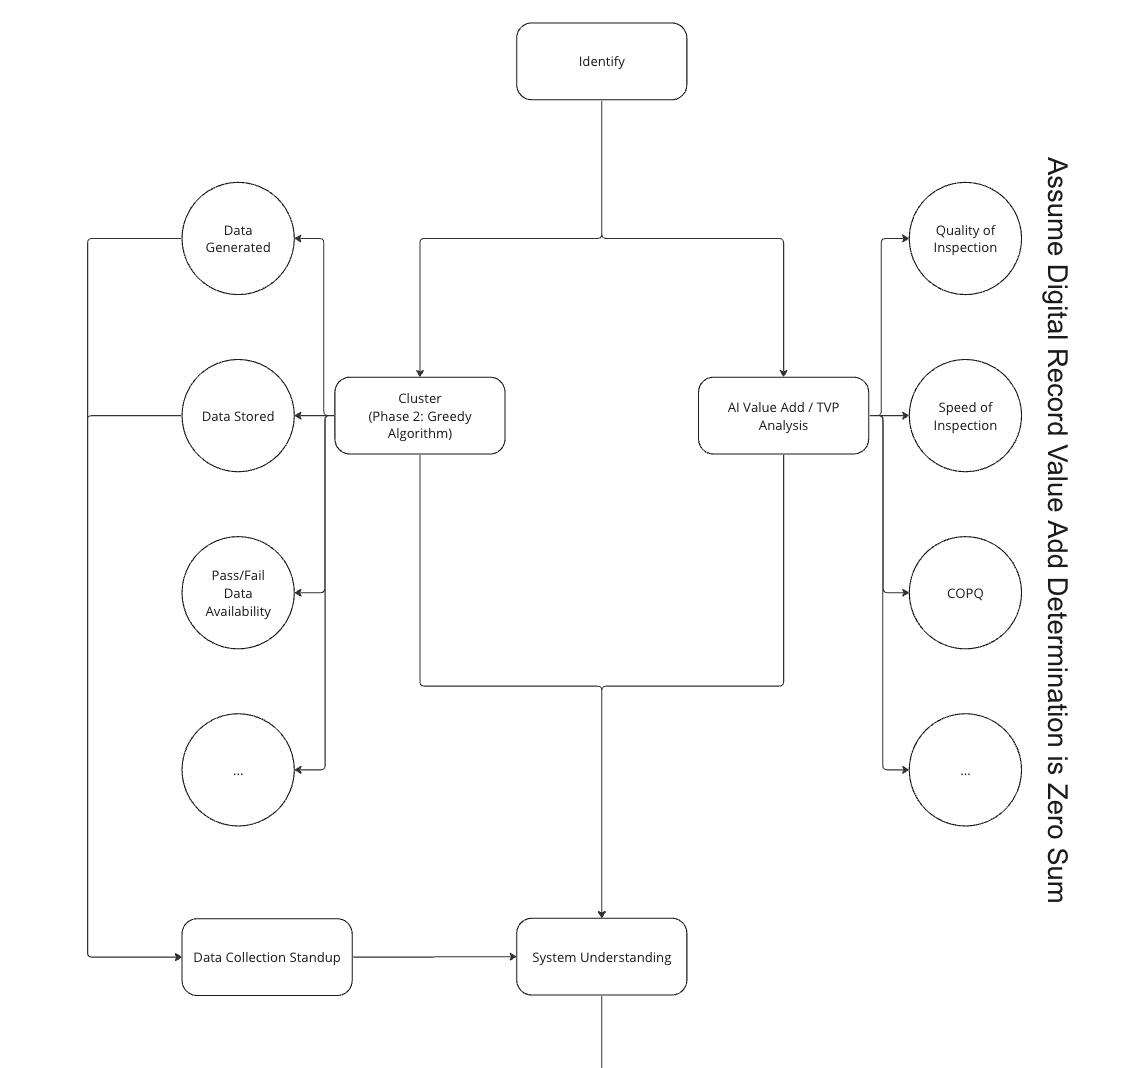 Identify
Data
Generated
Quality of
Inspection
Cluster
(Phase 2: Greedy
Algorithm)
AI Value Add / TVP
Analysis
Data Stored
Speed of
Inspection
Pass/Fail
Data
Availability
COPQ
...
...
Data Collection Standup
System Understanding
Assume Digital Record Value Add Determination is Zero Sum